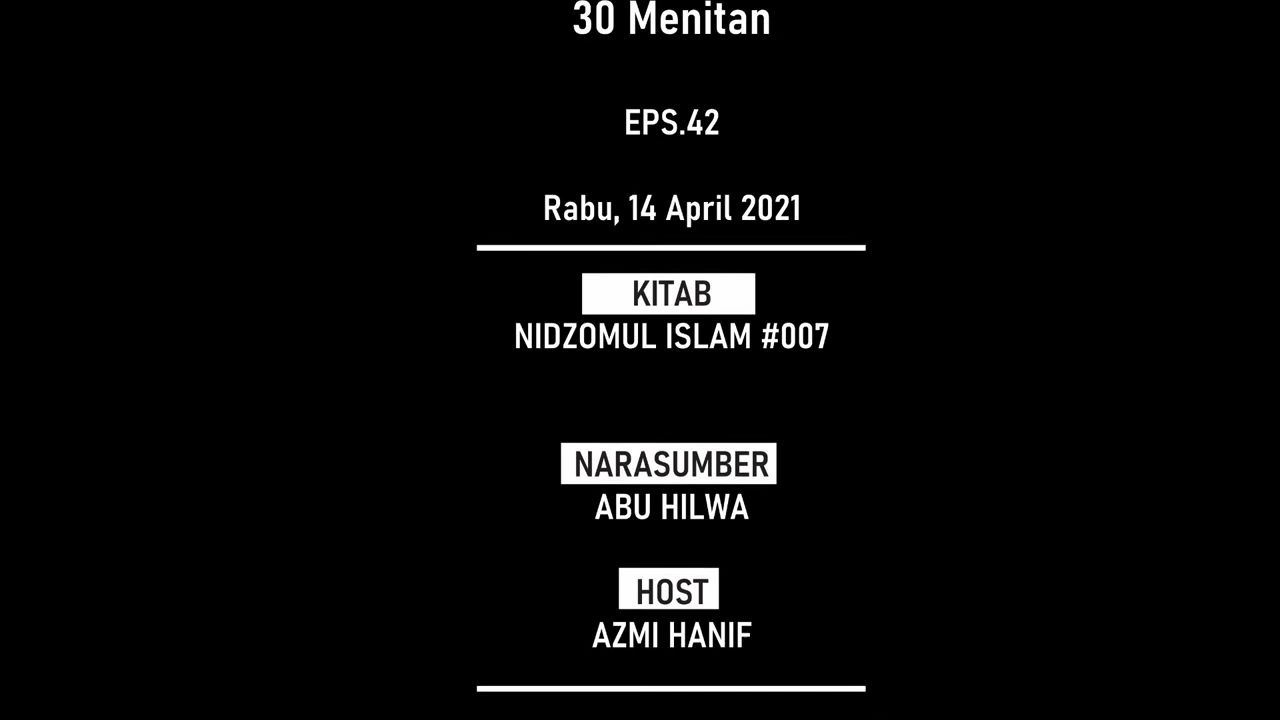 30 Menitan
EPS.42
Rabu, 14 April 2021
KITAB
NIDZOMUL ISLAM #007
NARASUMBER
ABU HILWA
HOST
AZMI HANIF